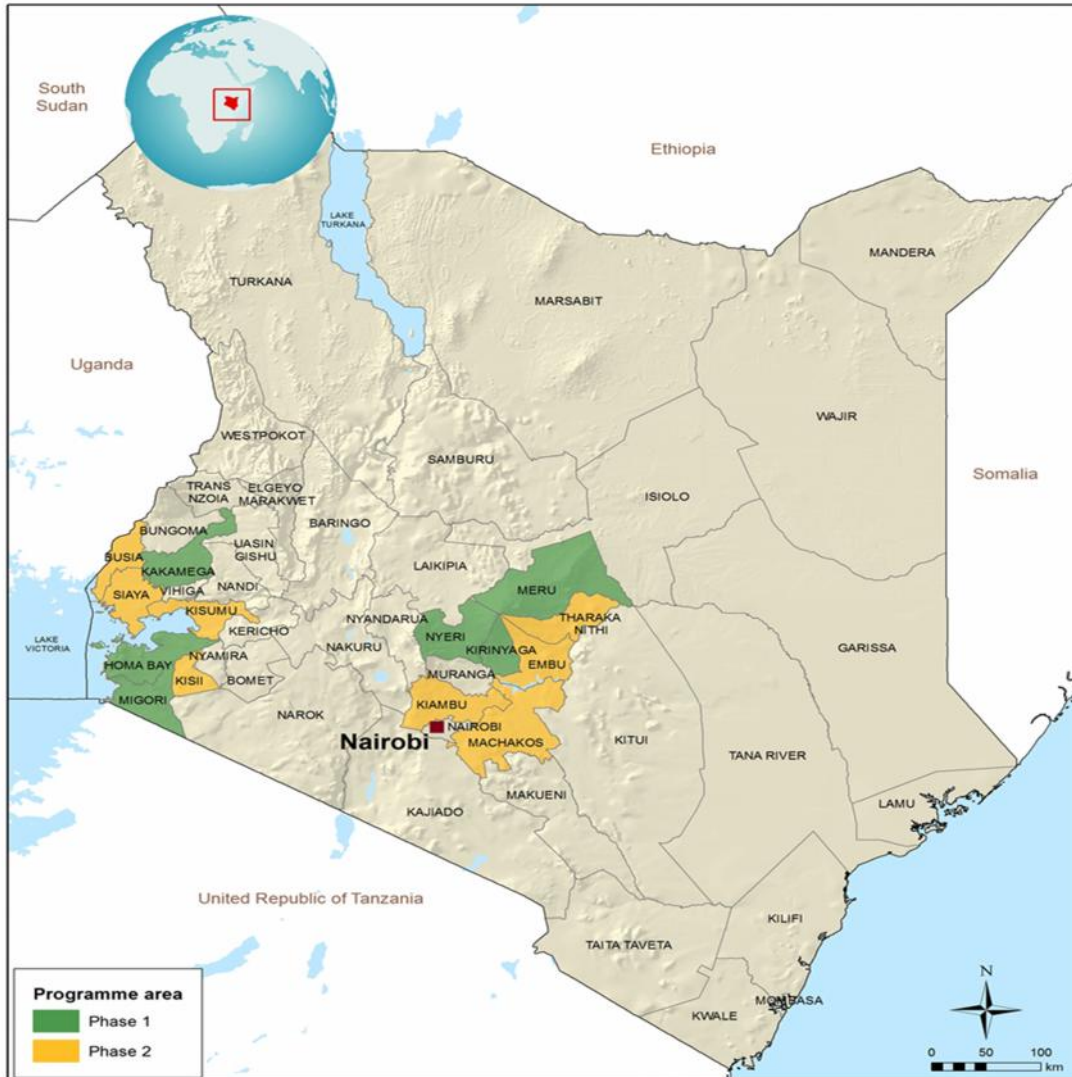 South
Sudan
Ethiopia
LAKE
TURKANA
MANDERA
TURKANA
MARSABIT
Uganda
WAJIR
WESTPOKOT
SAMBURU
Somalia
TRANS
NZOIA
ELGEYO
MARAKWET
ISIOLO
BUNGOMA
BARINGO
UASIN
GISHU
BUSIA
KAKAMEGA
LAIKIPIA
NANDI
MERU
SIAYA
VIHIGA
KISUMU
NYANDARUA
THARAKA
NITHI
KERICHO
NYERI
LAKE
VICTORIA
NAKURU
KIRINYAGA
GARISSA
NYAMIRA
HOMA BAY
EMBU
MURANGA
KISII
BOMET
MIGORI
KIAMBU
NAROK
NAIROBI
Nairobi
MACHAKOS
KITUI
TANA RIVER
MAKUENI
LAMU
KAJIADO
United Republic of Tanzania
KILIFI
TAITA TAVETA
Programme area
Phase 1
Phase 2
N
MOMBASA
KWALE
0 50 100
km